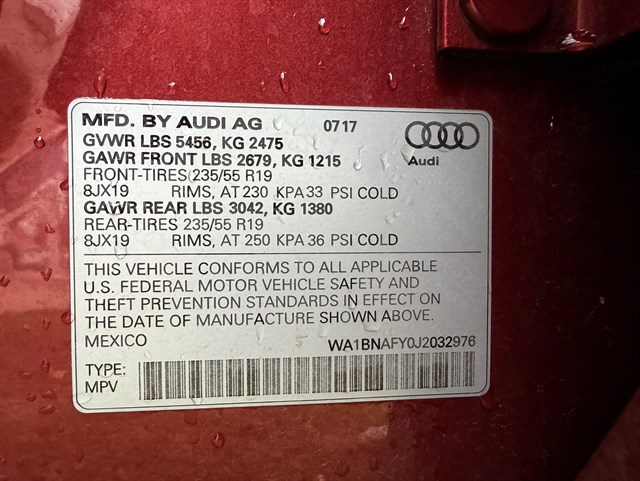 MFD. BY AUDI AG 0717
GVWR LBS 5456, KG 2475
GAWR FRONT LBS 2679, KG 1215
Audi
FRONT-TIRES 235/55 R19
8JX19 RIMS, AT 230 KPA 33 PSI COLD
GAWR REAR LBS 3042, KG 1380
REAR-TIRES 235/55 R19
8JX19 RIMS, AT 250 KPA 36 PSI COLD
THIS VEHICLE CONFORMS TO ALL APPLICABLE
U.S. FEDERAL MOTOR VEHICLE SAFETY AND
THEFT PREVENTION STANDARDS IN EFFECT ON
THE DATE OF MANUFACTURE SHOWN ABOVE.
MEXICO WA1BNAFY0J2032976
TYPE:
MPV